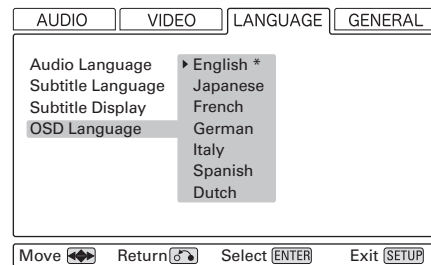 AUDIO VIDEO LANGUAGE GENERAL
Audio Language ▸ English *
Subtitle Language Japanese
Subtitle Display French
OSD Language German
Italy
Spanish
Dutch
Move Return Select ENTER Exit SETUP